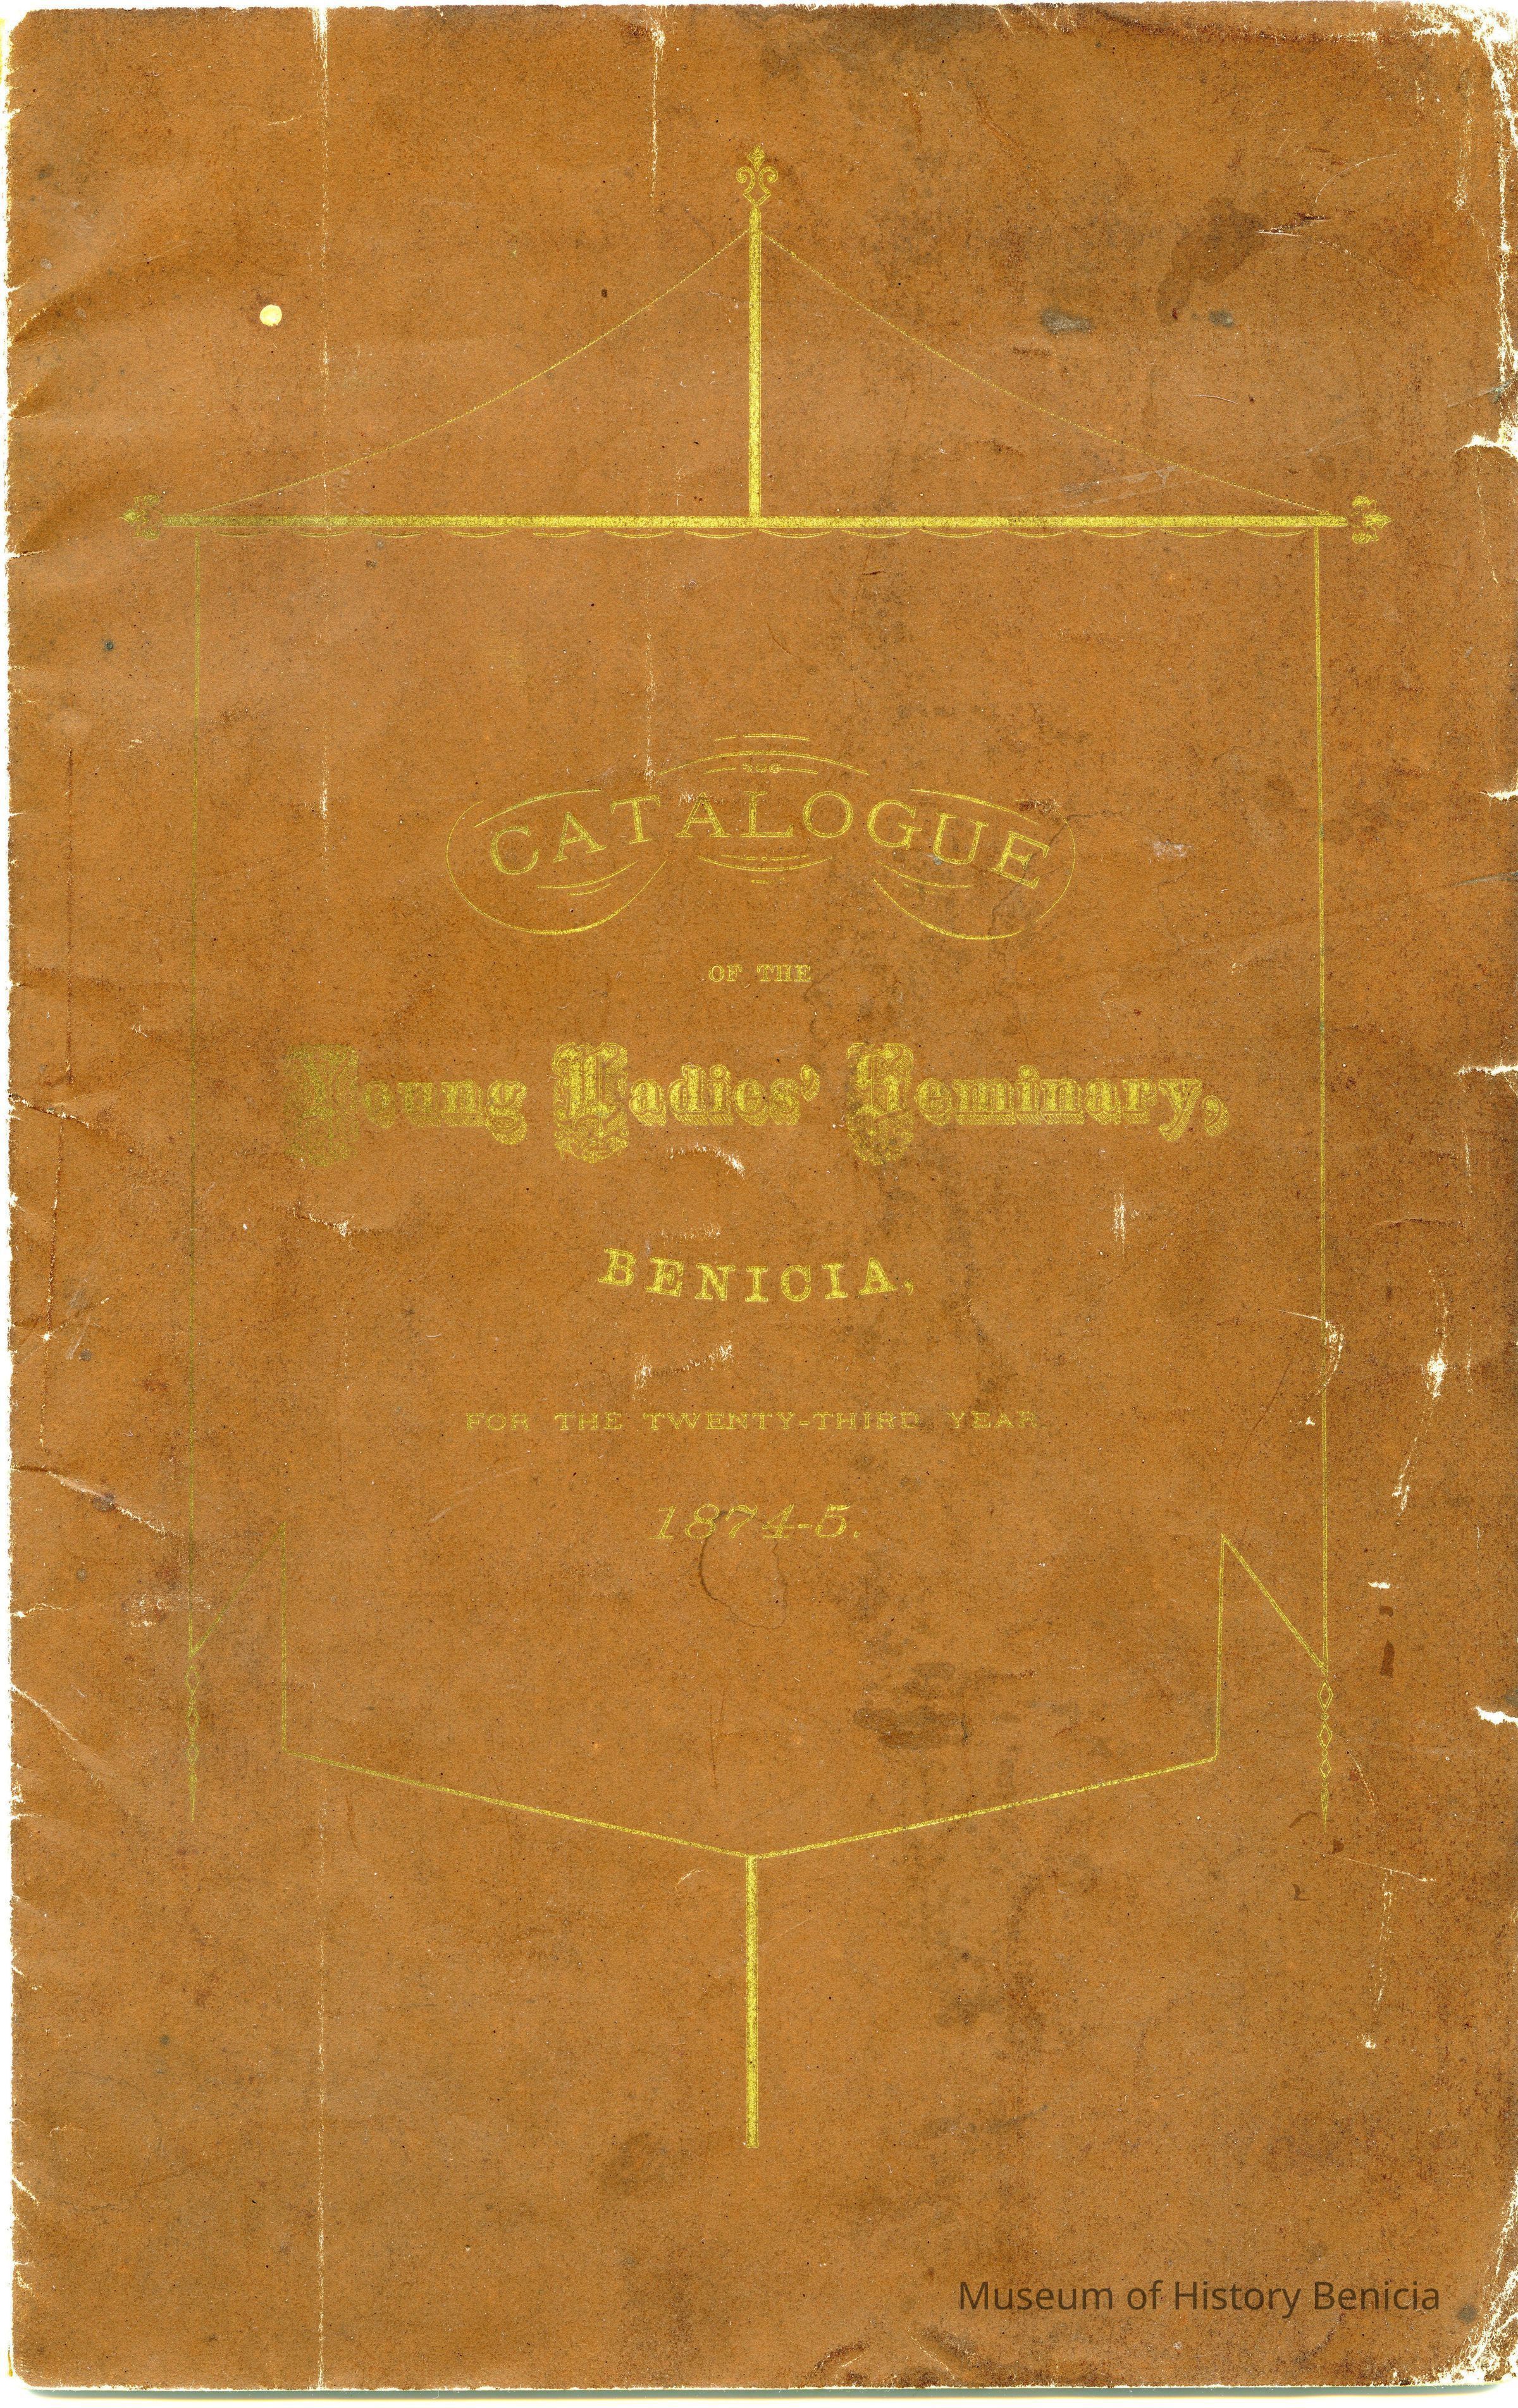 CATALOGUE
OF THE
Young Ladies' Seminary,
BENICIA,
FOR THE TWENTY-THIRD YEAR.
1874-5.
Museum of History Benicia